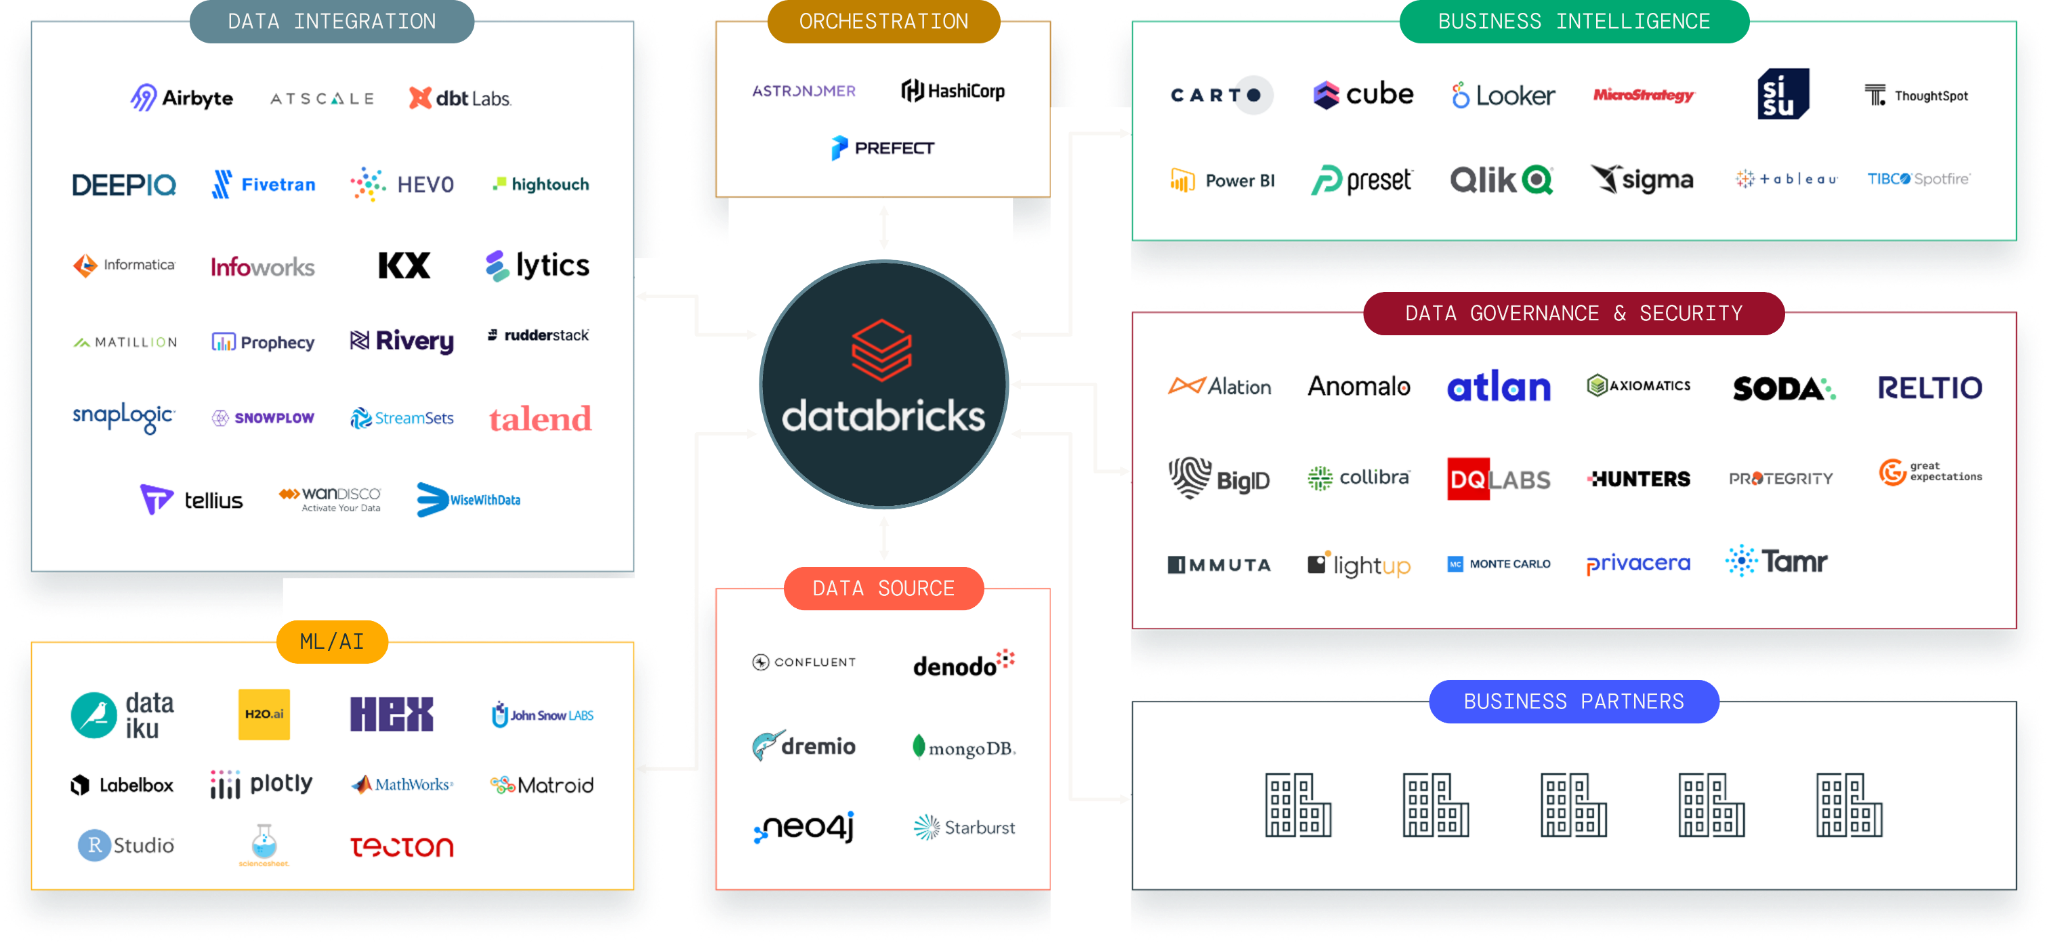 DATA INTEGRATION
Airbyte
ATSCALE
dbt Labs
DEEPIQ
Fivetran
HEVO
hightouch
Informatica
Infoworks
KX
lytics
MATILLION
Prophecy
Rivery
rudderstack
snapLogic
SNOWPLOW
StreamSets
talend
tellius
WANDISCO
Activate Your Data
WiseWithData
ORCHESTRATION
ASTRONOMER
HashiCorp
PREFECT
BUSINESS INTELLIGENCE
CARTO
cube
Looker
MicroStrategy
si
su
ThoughtSpot
Power BI
preset
Qlik
sigma
+ableau
TIBCO Spotfire
databricks
DATA GOVERNANCE & SECURITY
Alation
Anomalo
atlan
AXIOMATICS
SODA
RELTIO
BigID
collibra
DQLABS
HUNTERS
PROTEGRITY
great
expectations
IMMUTA
lightup
MC MONTE CARLO
privacera
Tamr
ML/AI
data
iku
H2O.ai
HEX
John Snow LABS
Labelbox
plotly
MathWorks®
Matroid
R Studio
sciencesheet.
TECTON
DATA SOURCE
CONFLUENT
denodo
dremio
mongoDB.
neo4j
Starburst
BUSINESS PARTNERS